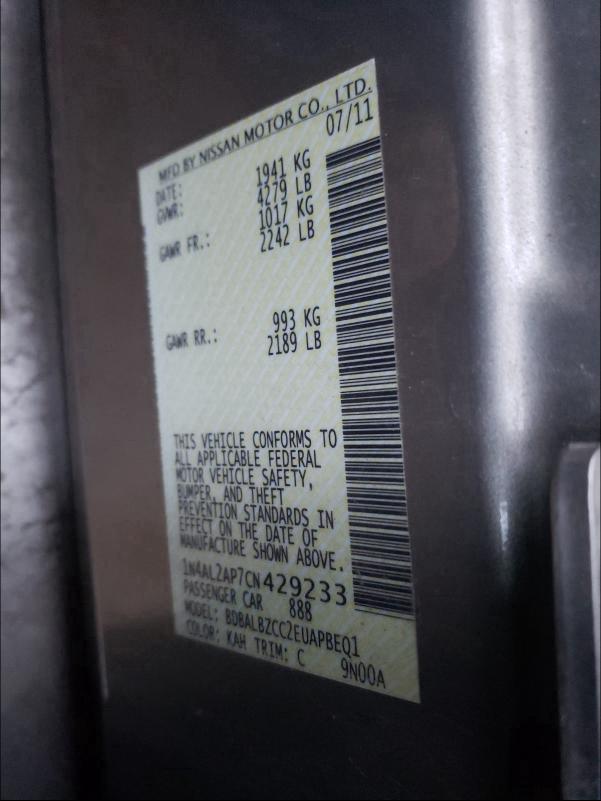 MFD BY NISSAN MOTOR CO., LTD.
DATE: 07/11
GVWR: 1941 KG
4279 LB
GAWR FR.: 1017 KG
2242 LB
GAWR RR.: 993 KG
2189 LB
THIS VEHICLE CONFORMS TO
ALL APPLICABLE FEDERAL
MOTOR VEHICLE SAFETY,
BUMPER, AND THEFT
PREVENTION STANDARDS IN
EFFECT ON THE DATE OF
MANUFACTURE SHOWN ABOVE.
1N4AL2AP7CN429233
PASSENGER CAR 888
MODEL: BDBALBZCC2EUAPBEQ1
COLOR: KAH TRIM: C 9N00A